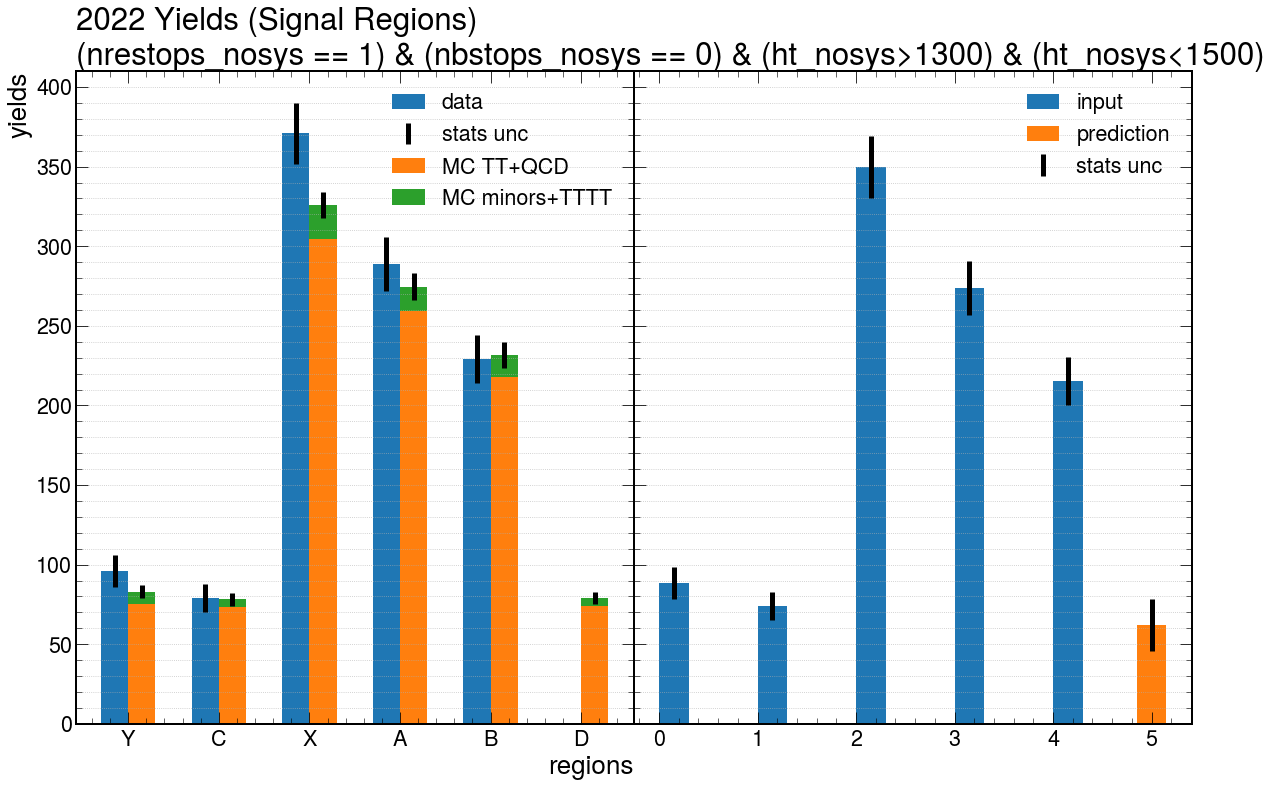 2022 Yields (Signal Regions)
(nrestops_nosys == 1) & (nbstops_nosys == 0) & (ht_nosys>1300) & (ht_nosys<1500)
yields
400
350
300
250
200
150
100
50
0
data
stats unc
MC TT+QCD
MC minors+TTTT
Y C X A B D
regions
input
prediction
stats unc
0 1 2 3 4 5